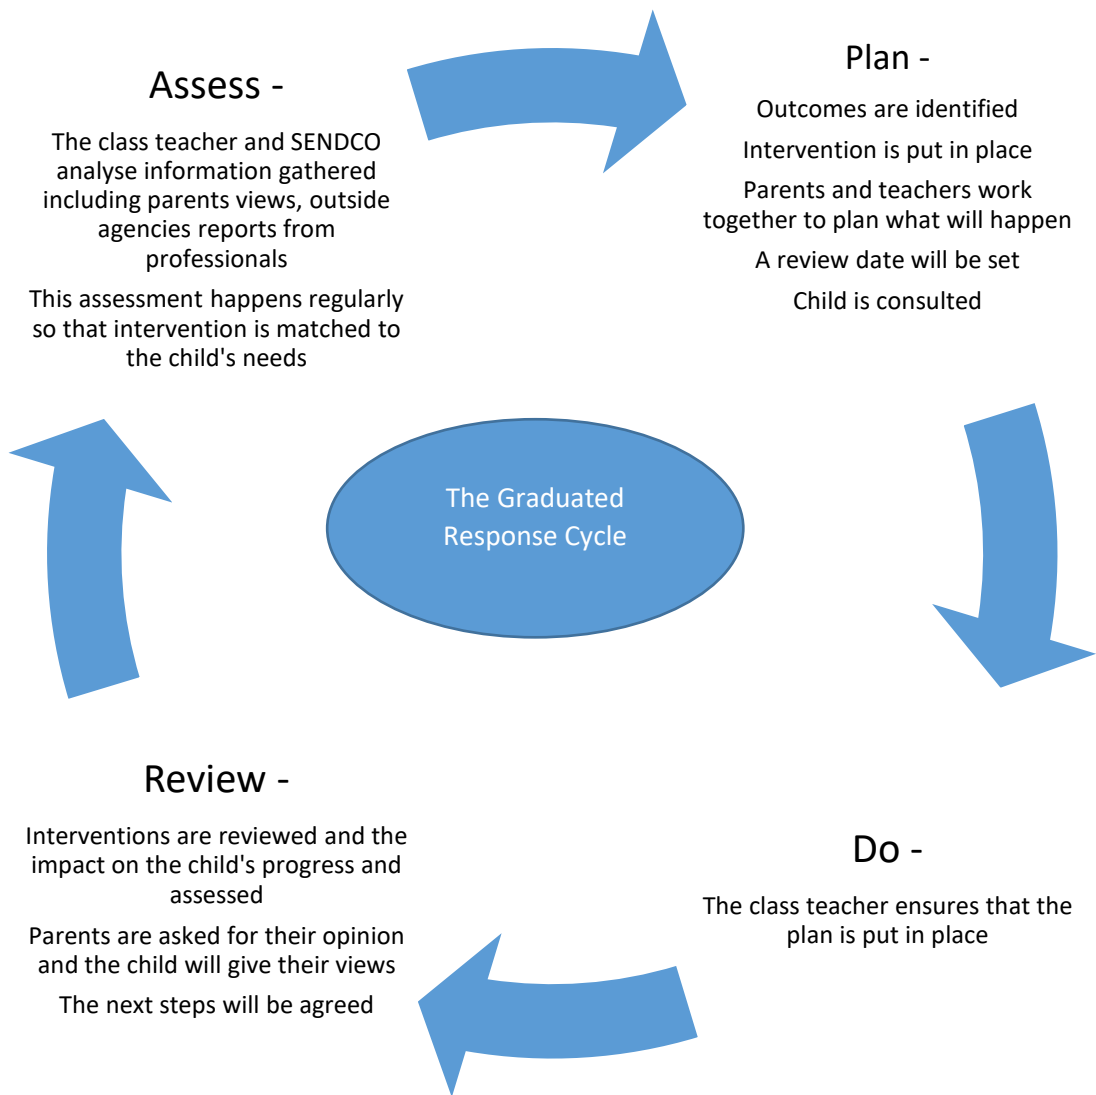 Assess -
The class teacher and SENDCO
analyse information gathered
including parents views, outside
agencies reports from
professionals
This assessment happens regularly
so that intervention is matched to
the child's needs
Plan -
Outcomes are identified
Intervention is put in place
Parents and teachers work
together to plan what will happen
A review date will be set
Child is consulted
The Graduated
Response Cycle
Do -
The class teacher ensures that the
plan is put in place
Review -
Interventions are reviewed and the
impact on the child's progress and
assessed
Parents are asked for their opinion
and the child will give their views
The next steps will be agreed